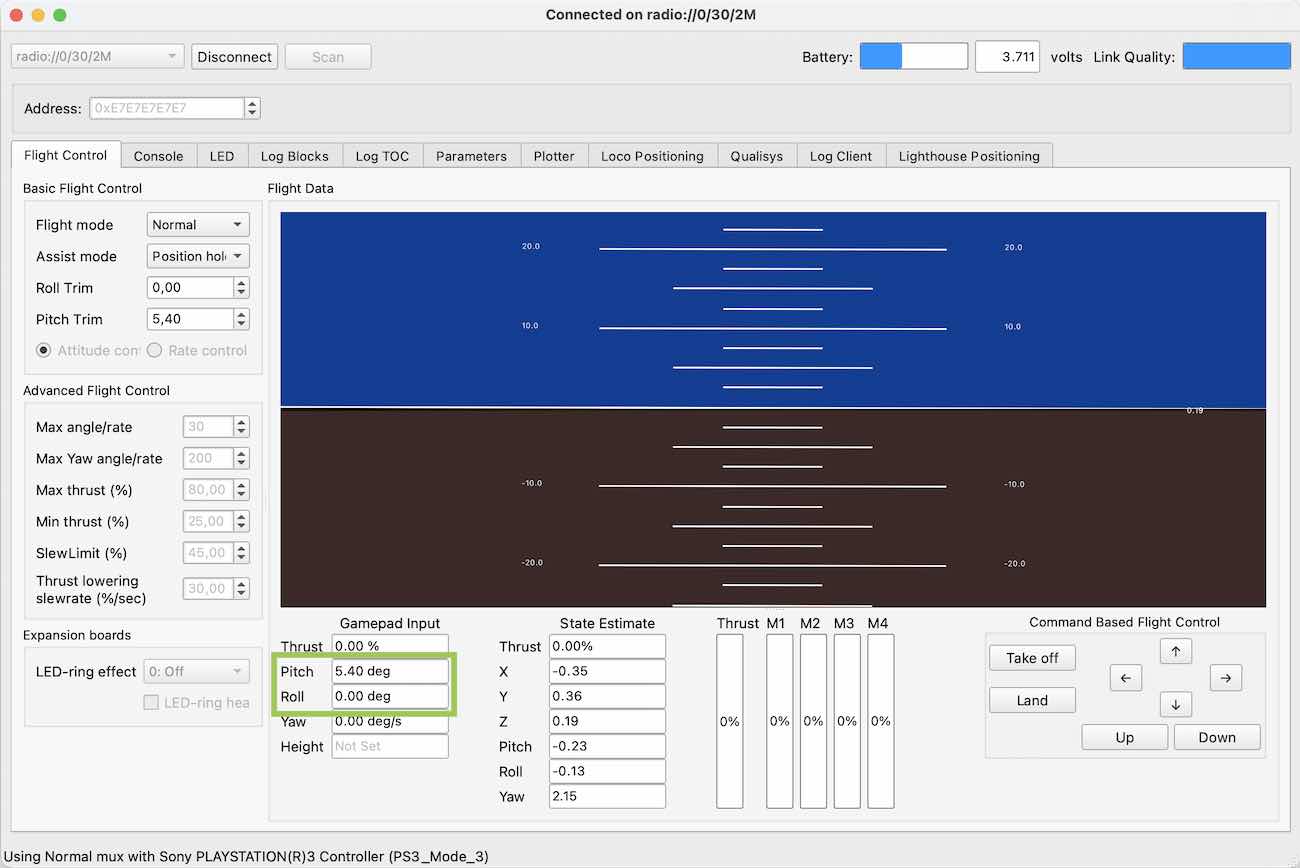 Connected on radio://0/30/2M
radio://0/30/2M Disconnect Scan Battery: 3.711 volts Link Quality:
Address: 0xE7E7E7E7E7
Flight Control Console LED Log Blocks Log TOC Parameters Plotter Loco Positioning Qualisys Log Client Lighthouse Positioning
Basic Flight Control
Flight mode Normal
Assist mode Position hol
Roll Trim 0,00
Pitch Trim 5,40
Attitude con Rate control
Advanced Flight Control
Max angle/rate 30
Max Yaw angle/rate 200
Max thrust (%) 80,00
Min thrust (%) 25,00
SlewLimit (%) 45,00
Thrust lowering
slewrate (%/sec) 30,00
Expansion boards
LED-ring effect 0: Off
LED-ring hea
Flight Data
20.0 20.0
10.0 10.0
0.19
-10.0 -10.0
-20.0 -20.0
Gamepad Input
Thrust 0.00 %
Pitch 5.40 deg
Roll 0.00 deg
Yaw 0.00 deg/s
Height Not Set
State Estimate
Thrust 0.00%
X -0.35
Y 0.36
Z 0.19
Pitch -0.23
Roll -0.13
Yaw 2.15
Thrust M1 M2 M3 M4
0% 0% 0% 0% 0%
Command Based Flight Control
Take off ↑
← →
Land ↓
Up Down
Using Normal mux with Sony PLAYSTATION(R)3 Controller (PS3_Mode_3)